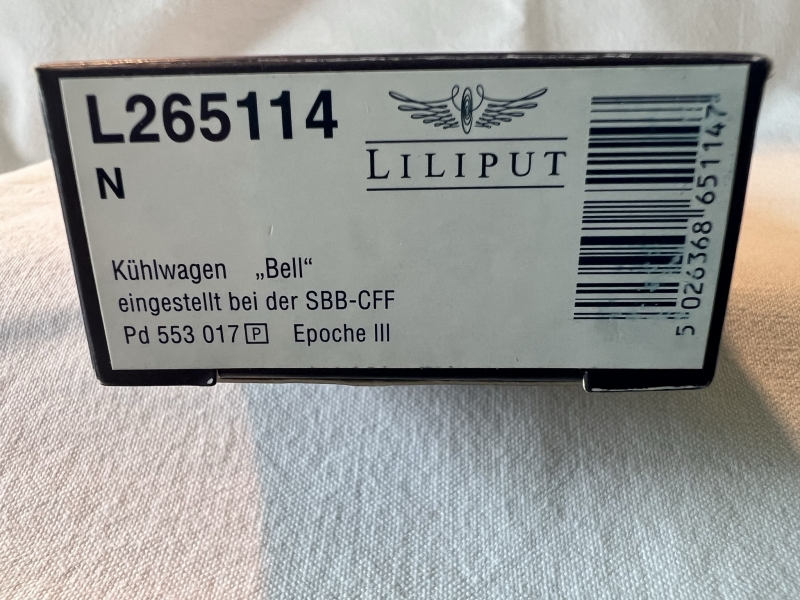 L265114
N
LILIPUT
Kühlwagen „Bell“
eingestellt bei der SBB-CFF
Pd 553 017 P Epoche III
5 026368 651147